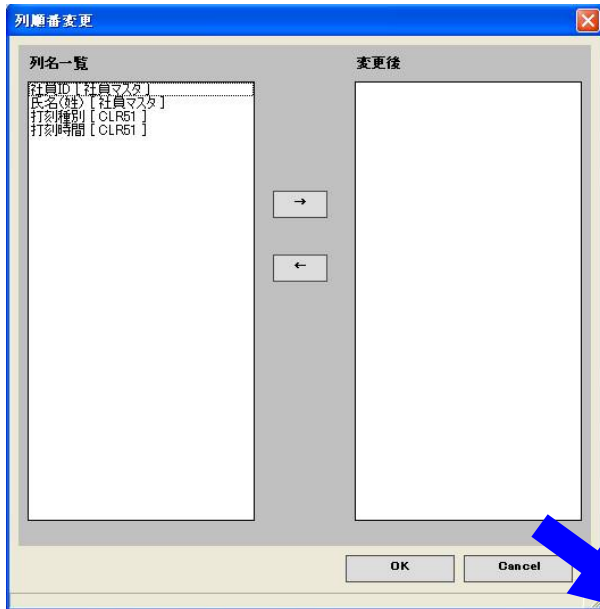 列順番変更
列名一覧
変更後
社員ID [ 社員マスタ ]
氏名(姓) [ 社員マスタ ]
打刻種別 [ CLR51 ]
打刻時間 [ CLR51 ]
→
←
OK
Cancel